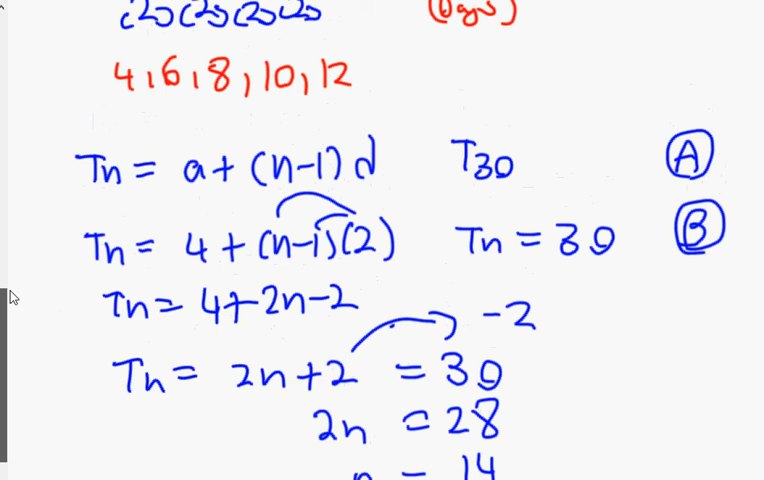 4, 6, 8, 10, 12
Tn = a + (n-1)d T30 A
Tn = 4 + (n-1)(2) Tn = 30 B
Tn = 4+2n-2
-2
Tn = 2n+2 = 30
2n = 28
n = 14